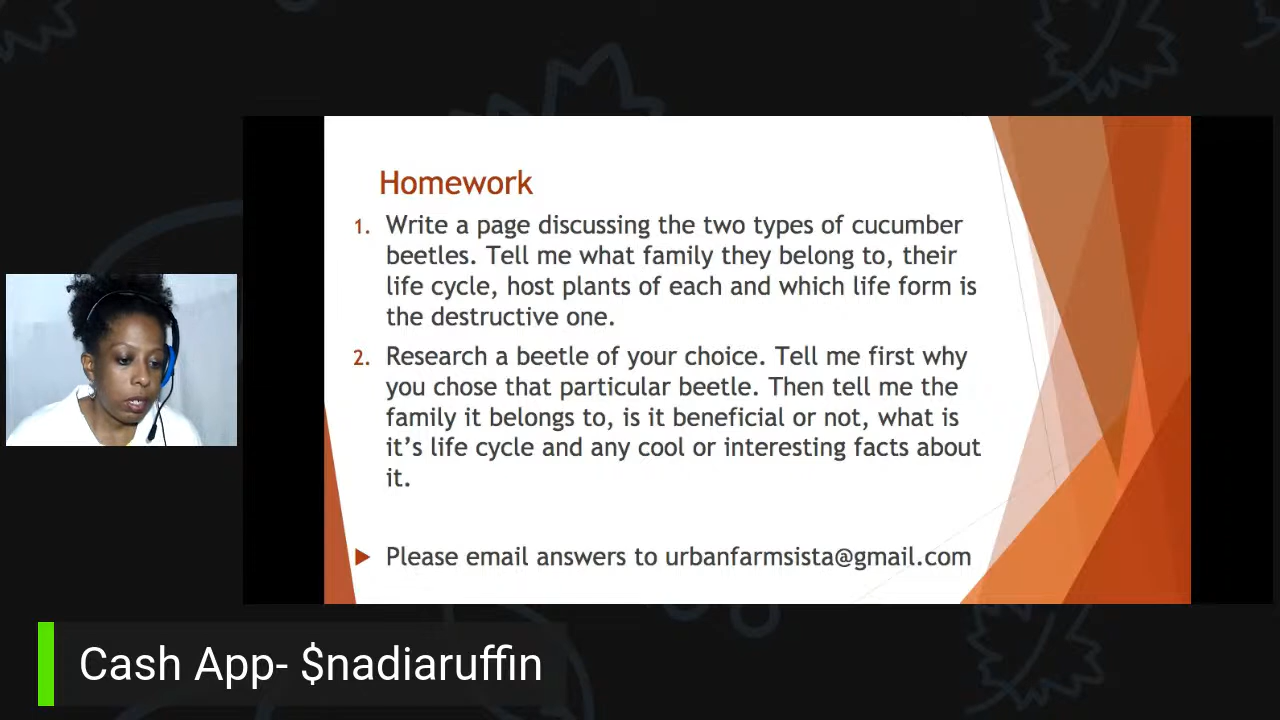 Homework
1. Write a page discussing the two types of cucumber
beetles. Tell me what family they belong to, their
life cycle, host plants of each and which life form is
the destructive one.
2. Research a beetle of your choice. Tell me first why
you chose that particular beetle. Then tell me the
family it belongs to, is it beneficial or not, what is
it’s life cycle and any cool or interesting facts about
it.
Please email answers to urbanfarmsista@gmail.com
Cash App- $nadiaruffin